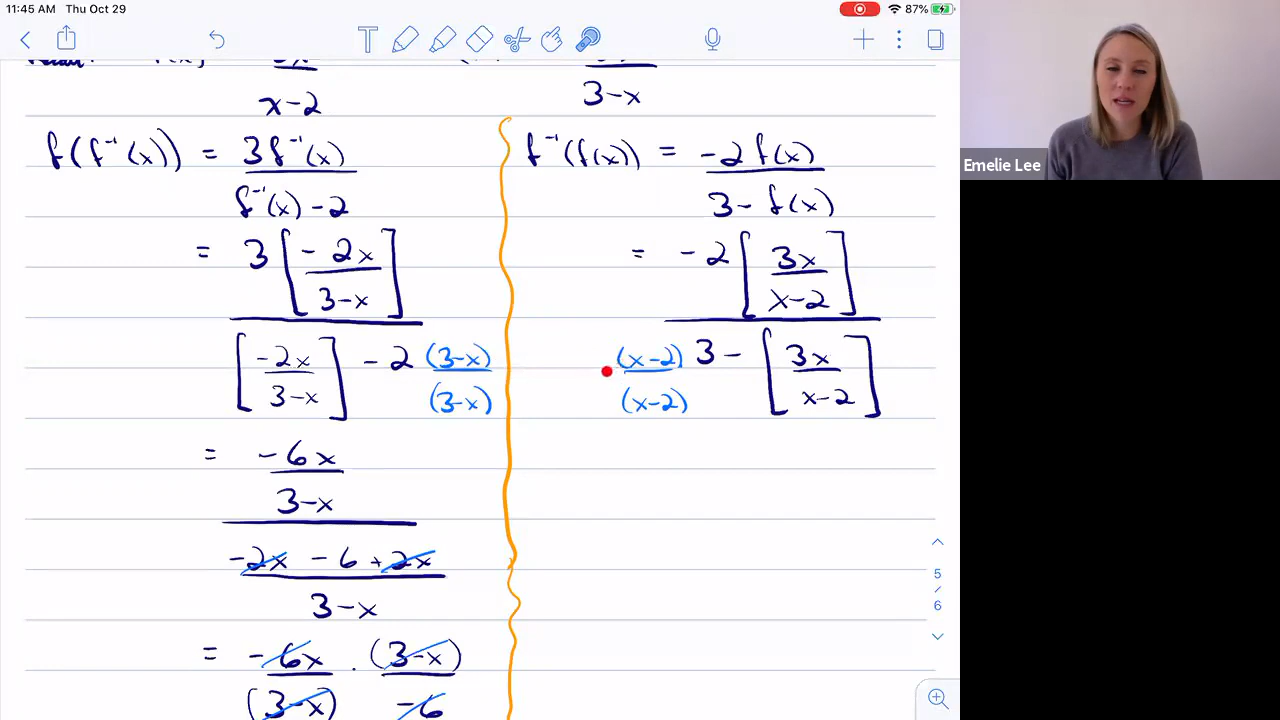 11:45 AM Thu Oct 29
87%
x-2
3-x
f(f⁻¹(x)) = 3f⁻¹(x)
f⁻¹(x) - 2
= 3 [ - 2x
3-x ]
[ -2x
3-x ] - 2 (3-x)
(3-x)
= -6x
3-x
-2x - 6 + 2x
3-x
= -6x . (3-x)
(3-x) -6
f⁻¹(f(x)) = -2 f(x)
3 - f(x)
= -2 [ 3x
x-2 ]
(x-2) 3 - [ 3x
(x-2) x-2 ]
5
/
6
Emelie Lee